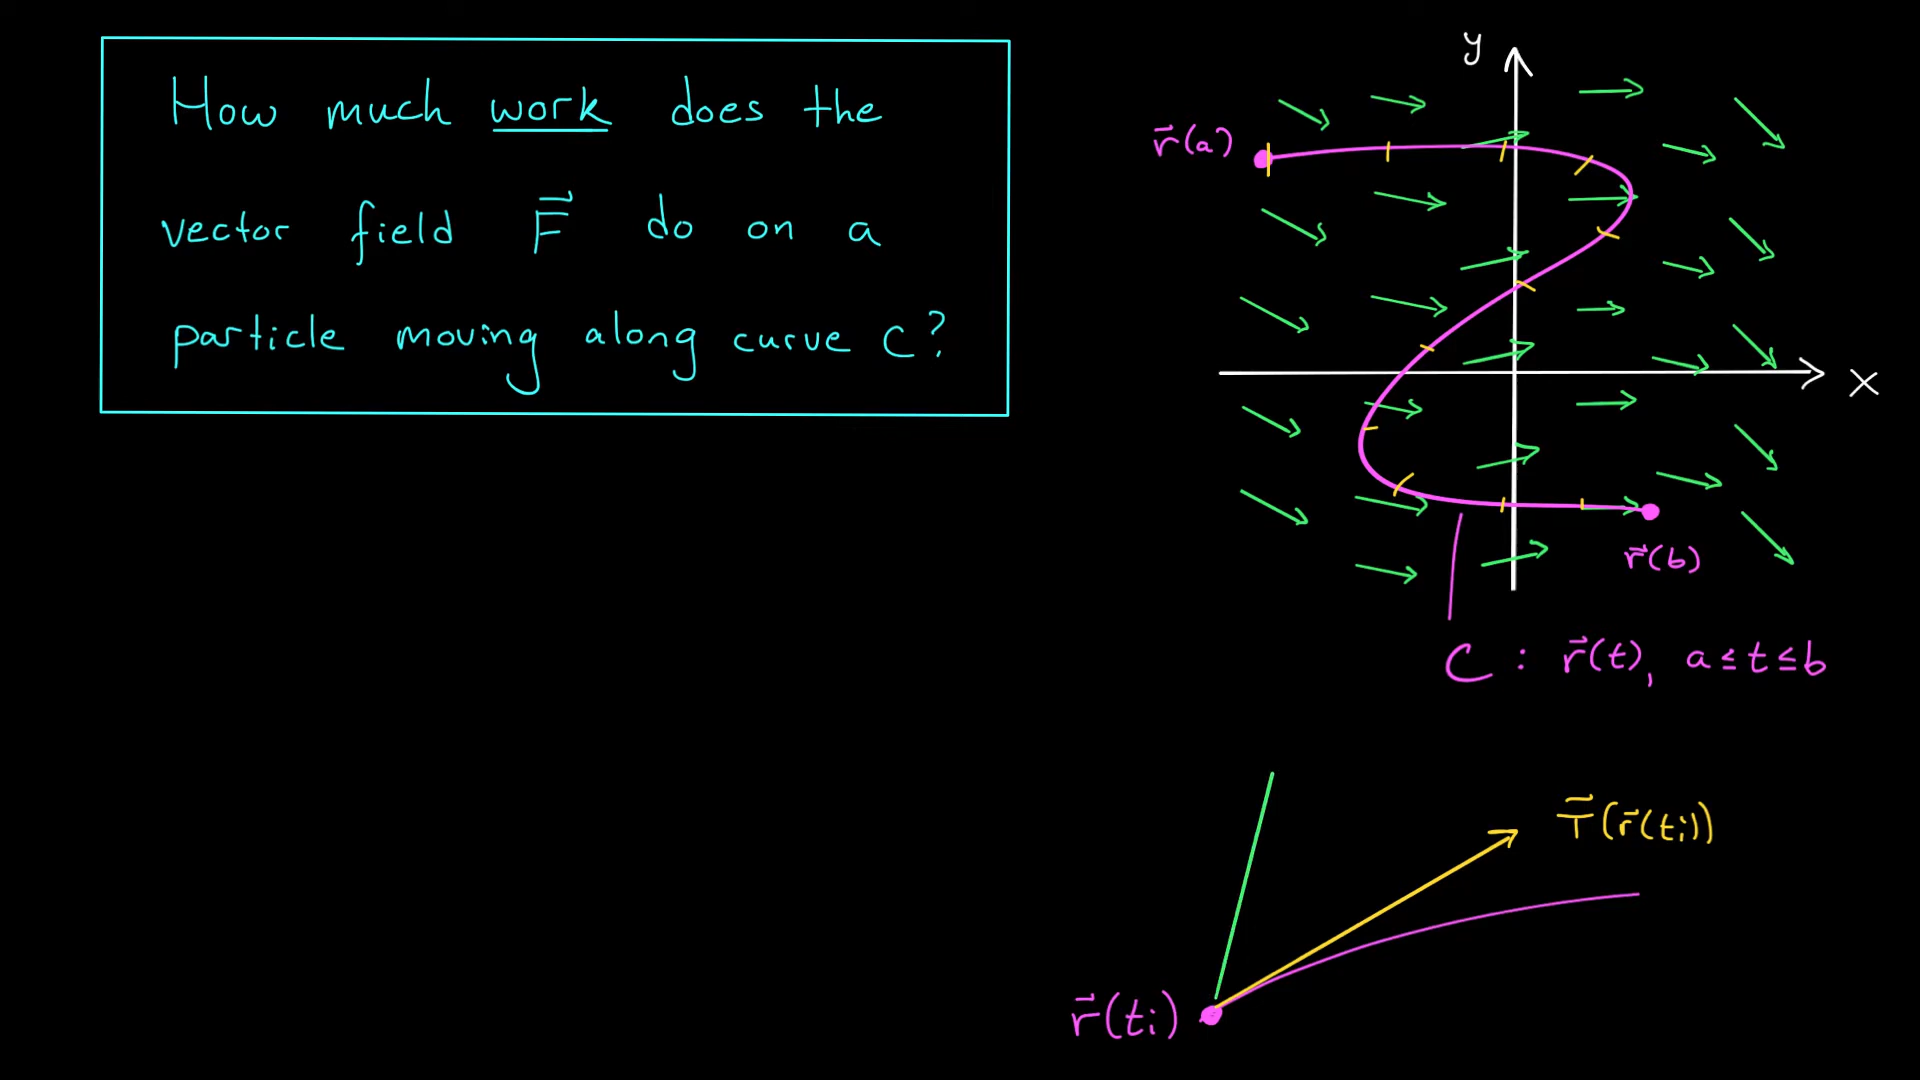 How much work does the
vector field F⃗ do on a
particle moving along curve C?
y
r⃗(a)
x
r⃗(b)
C : r⃗(t), a ≤ t ≤ b
T⃗(r⃗(tᵢ))
r⃗(tᵢ)